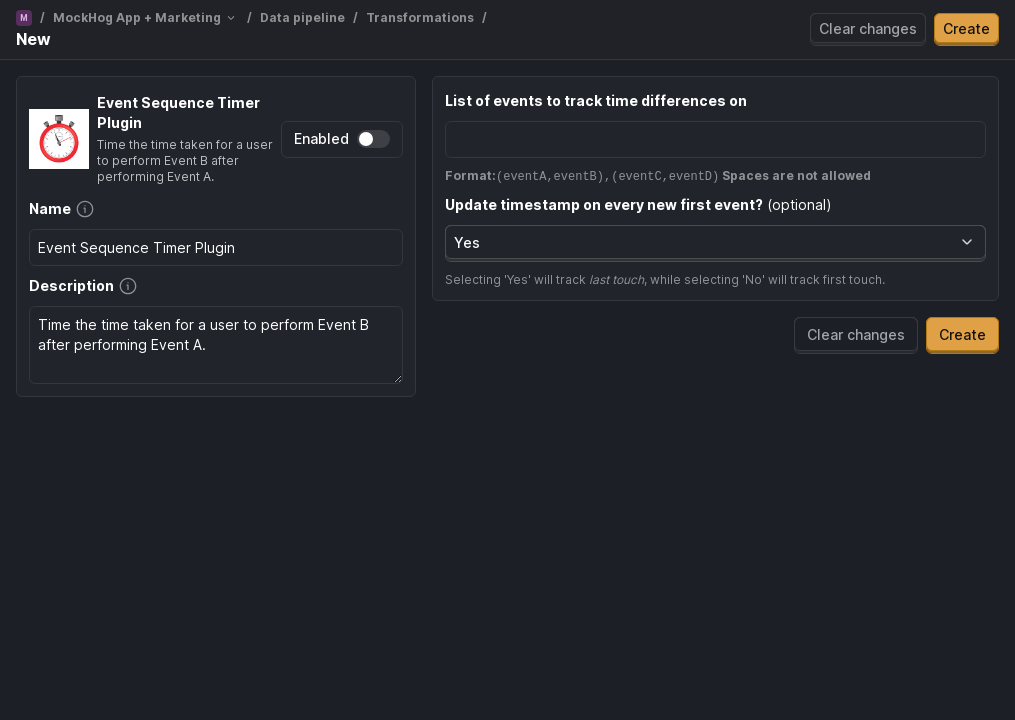 M / MockHog App + Marketing / Data pipeline / Transformations /
New
Clear changes
Create
Event Sequence Timer
Plugin
Time the time taken for a user
to perform Event B after
performing Event A.
Enabled
Name
Event Sequence Timer Plugin
Description
Time the time taken for a user to perform Event B
after performing Event A.
List of events to track time differences on
Format:(eventA,eventB),(eventC,eventD) Spaces are not allowed
Update timestamp on every new first event? (optional)
Yes
Selecting 'Yes' will track last touch, while selecting 'No' will track first touch.
Clear changes
Create